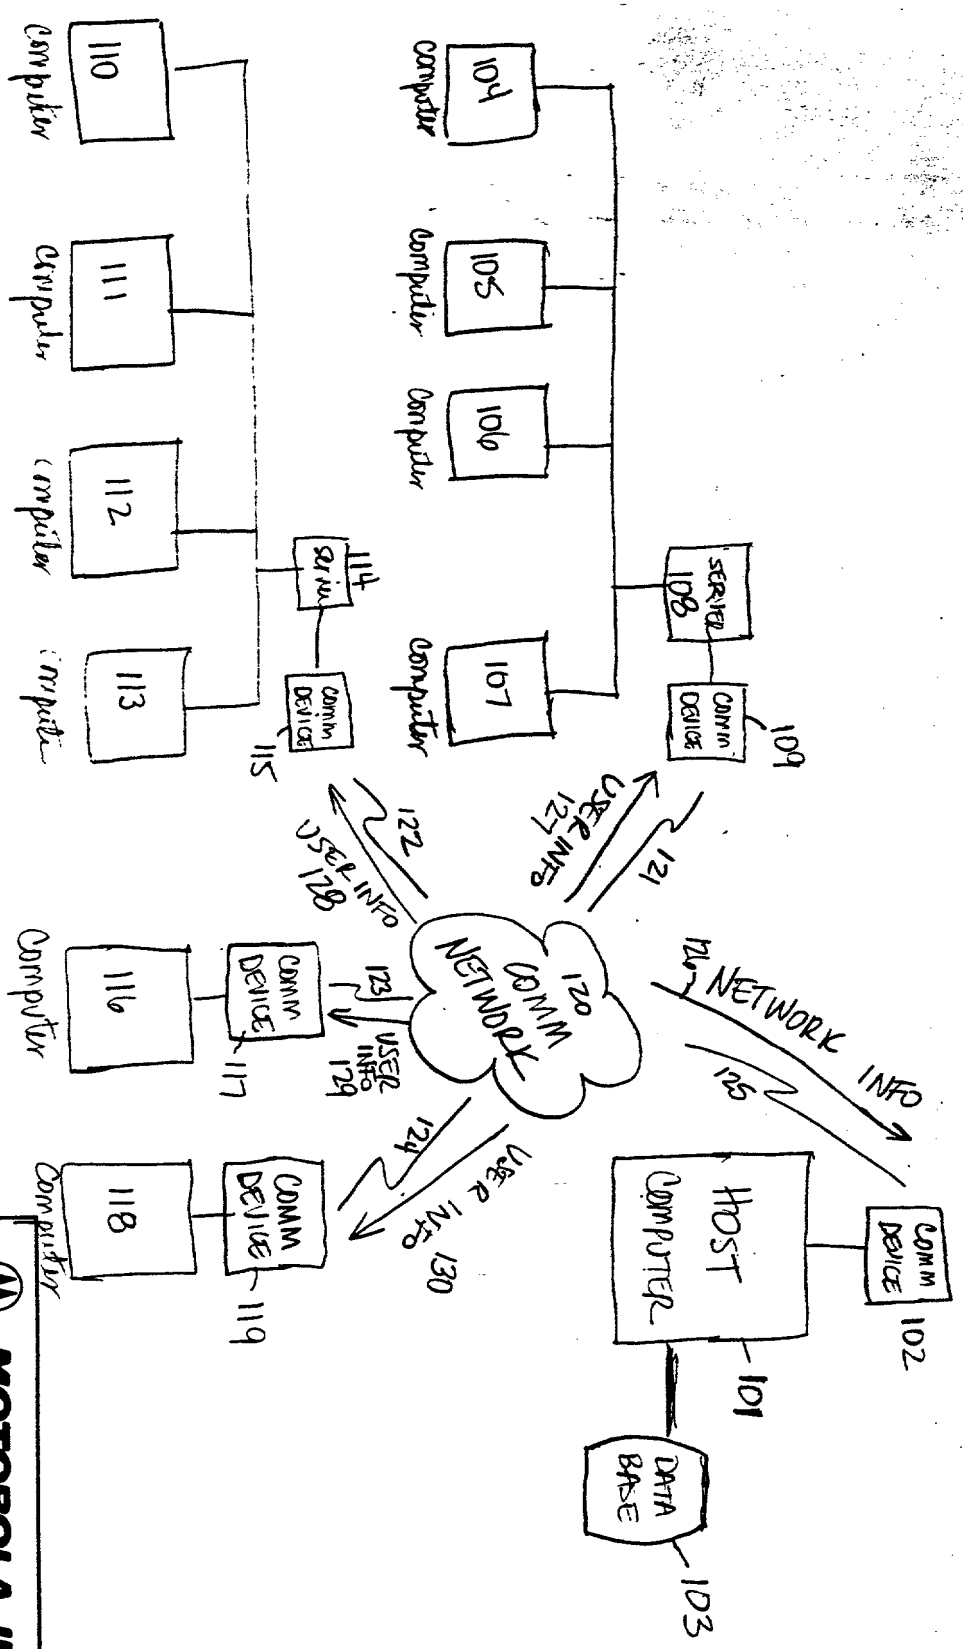 COMM
DEVICE
102
HOST
COMPUTER
101
DATA
BASE
103
126
NETWORK INFO
125
SERVER
108
COMM
DEVICE
109
121
USER INFO
127
104
computer
105
Computer
106
Computer
107
Computer
120
COMM
NETWORK
114
COMM
DEVICE
115
122
USER INFO
128
123
USER
INFO
129
124
USER INFO 130
110
Computer
111
Computer
112
113
116
Computer
COMM
DEVICE
117
118
Computer
COMM
DEVICE
119
MOTOROLA